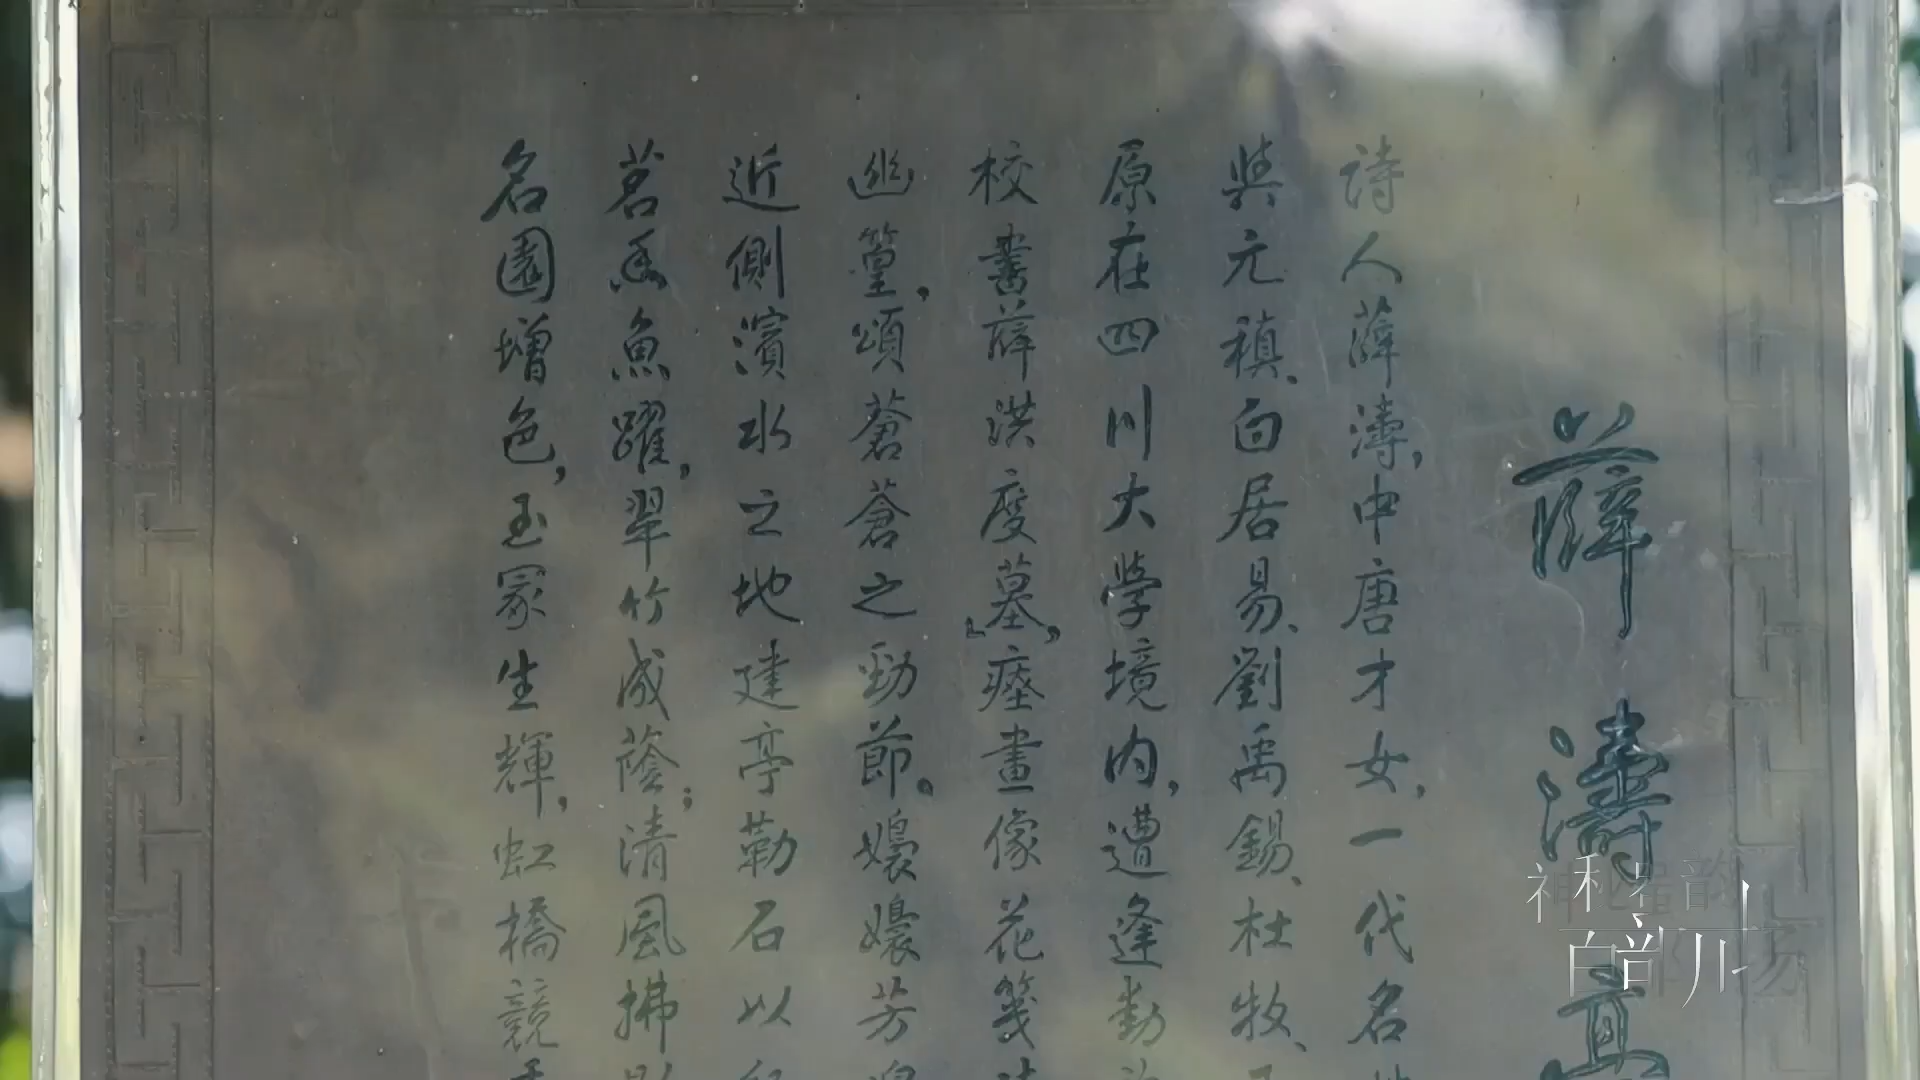 薛濤
詩人薛濤，中唐才女，一代名
與元稹、白居易、劉禹錫、杜牧、
原在四川大學境内，遭逢動
校書薛洪度墓』，瘞畫像花箋
幽篁，頌蒼蒼之勁節。嬝嬝芳
近側濱水之地建亭勒石以
茗香魚躍，翠竹成蔭；清風拂
名園增色，玉冢生輝，虹橋競